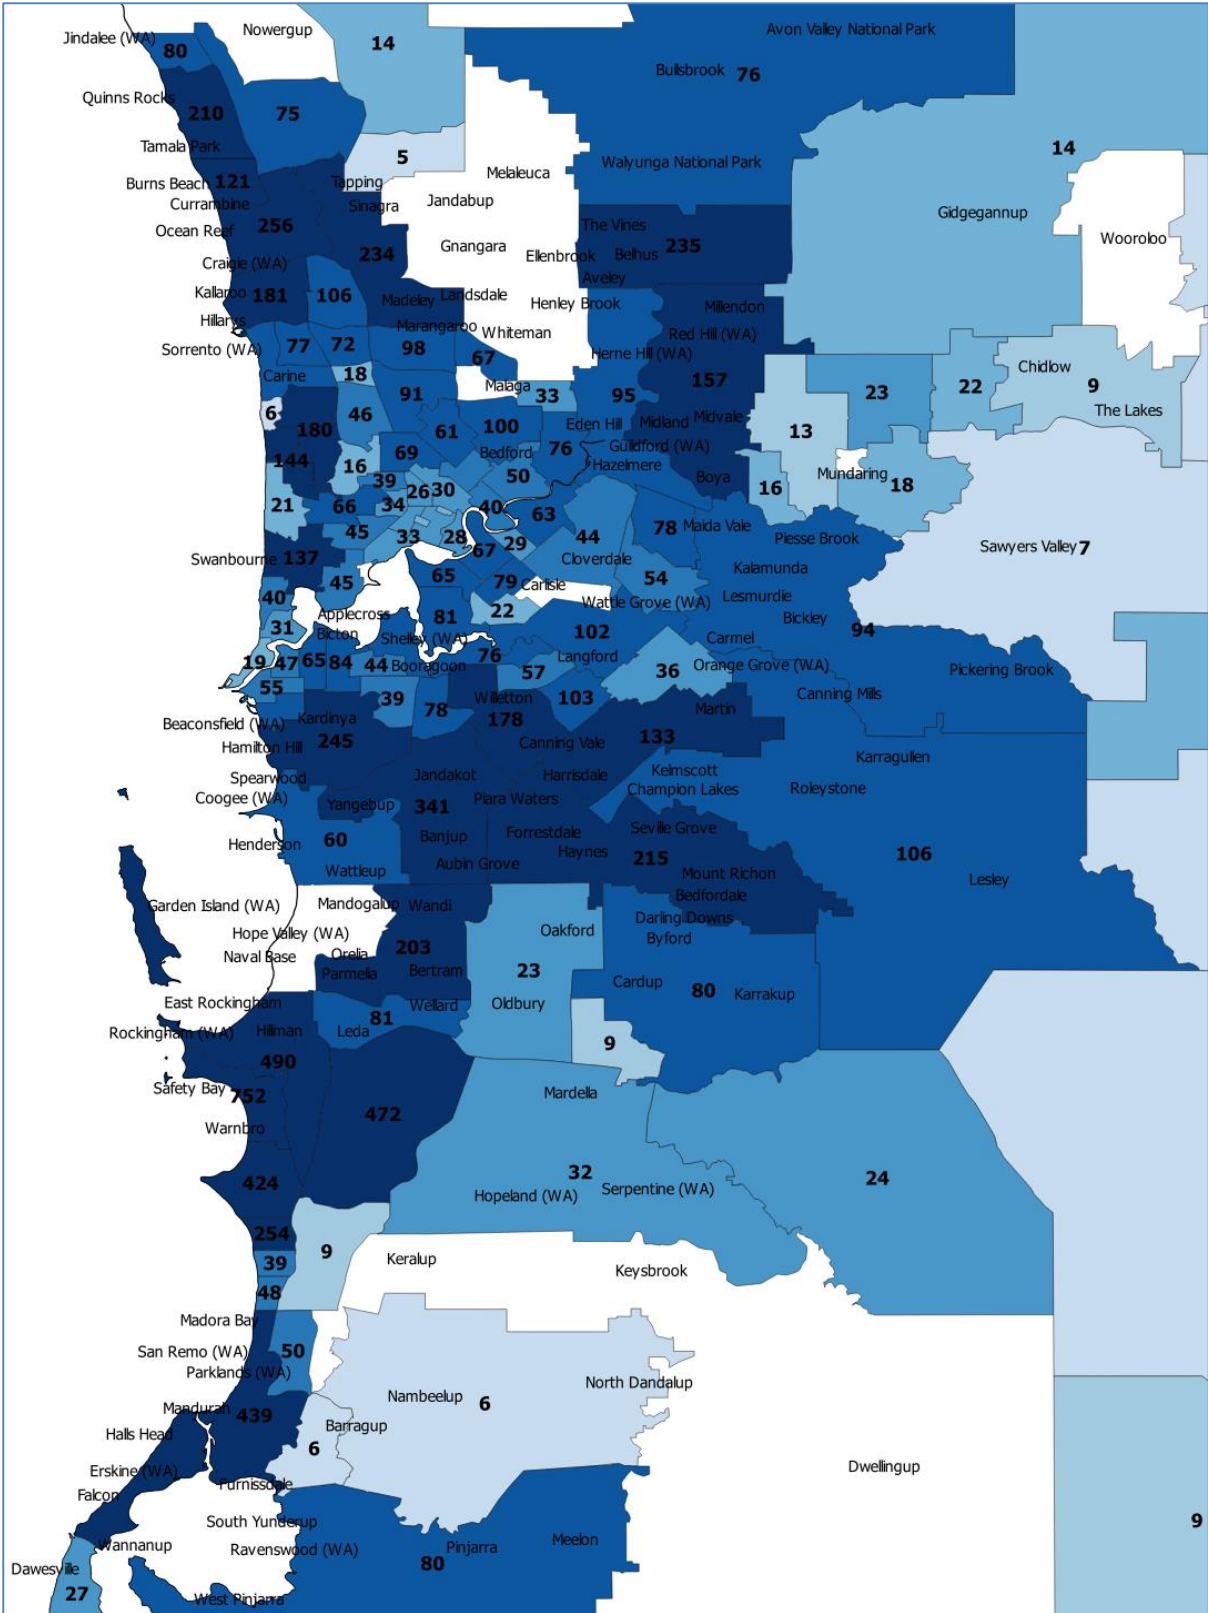 Nowergup
Avon Valley National Park
Jindalee (WA)
14
80
Bullsbrook
76
Quinns Rocks
210
75
Tamala Park
14
5
Walyunga National Park
Melaleuca
Burns Beach
121
Tapping
Currambine
Sinagra
Jandabup
Gidgegannup
Ocean Reef
256
The Vines
Wooroloo
234
Gnangara
Ellenbrook
Belhus
235
Craigie (WA)
Aveley
Kallaroo
181
106
Madeley
Landsdale
Henley Brook
Millendon
Hillarys
Marangaroo
Whiteman
Red Hill (WA)
Sorrento (WA)
77
72
98
67
Herne Hill (WA)
Carine
18
Malaga
33
95
157
Chidlow
23
22
9
The Lakes
6
180
46
91
61
100
Eden Hill
Midland
Midvale
13
Bedford
76
Guildford (WA)
144
16
69
Hazelmere
Mundaring
39
26
30
50
Boya
16
18
21
66
34
40
63
45
33
28
67
29
44
78
Maida Vale
Piesse Brook
Swanbourne
137
Cloverdale
Sawyers Valley
7
45
65
79
Carlisle
54
Kalamunda
40
Applecross
81
22
Wattle Grove (WA)
Lesmurdie
31
Bicton
Shelley (WA)
102
Bickley
94
19
47
65
84
44
Booragoon
76
Langford
Carmel
57
36
Orange Grove (WA)
Pickering Brook
55
39
78
Willetton
103
Canning Mills
Beaconsfield (WA)
Kardinya
178
Martin
Hamilton Hill
245
Canning Vale
133
Karragullen
Spearwood
Jandakot
Harrisdale
Kelmscott
Coogee (WA)
Yangebup
341
Piara Waters
Champion Lakes
Roleystone
Henderson
60
Banjup
Forrestdale
Seville Grove
Haynes
215
106
Wattleup
Aubin Grove
Mount Richon
Lesley
Garden Island (WA)
Mandogalup
Wandi
Bedfordale
Hope Valley (WA)
Oakford
Darling Downs
Naval Base
Orelia
203
Byford
Parmelia
Bertram
23
Cardup
80
Karrakup
East Rockingham
Wellard
Oldbury
Rockingham (WA)
Hillman
Leda
81
9
490
Safety Bay
752
Mardella
472
Warnbro
424
32
24
Hopeland (WA)
Serpentine (WA)
254
9
39
Keralup
Keysbrook
48
Madora Bay
San Remo (WA)
50
Parklands (WA)
Nambeelup
6
North Dandalup
Mandurah
439
Halls Head
Barragup
6
Erskine (WA)
Dwellingup
Falcon
Furnissdale
South Yunderup
9
Wannanup
Ravenswood (WA)
Pinjarra
Meelon
Dawesville
80
27
West Pinjarra